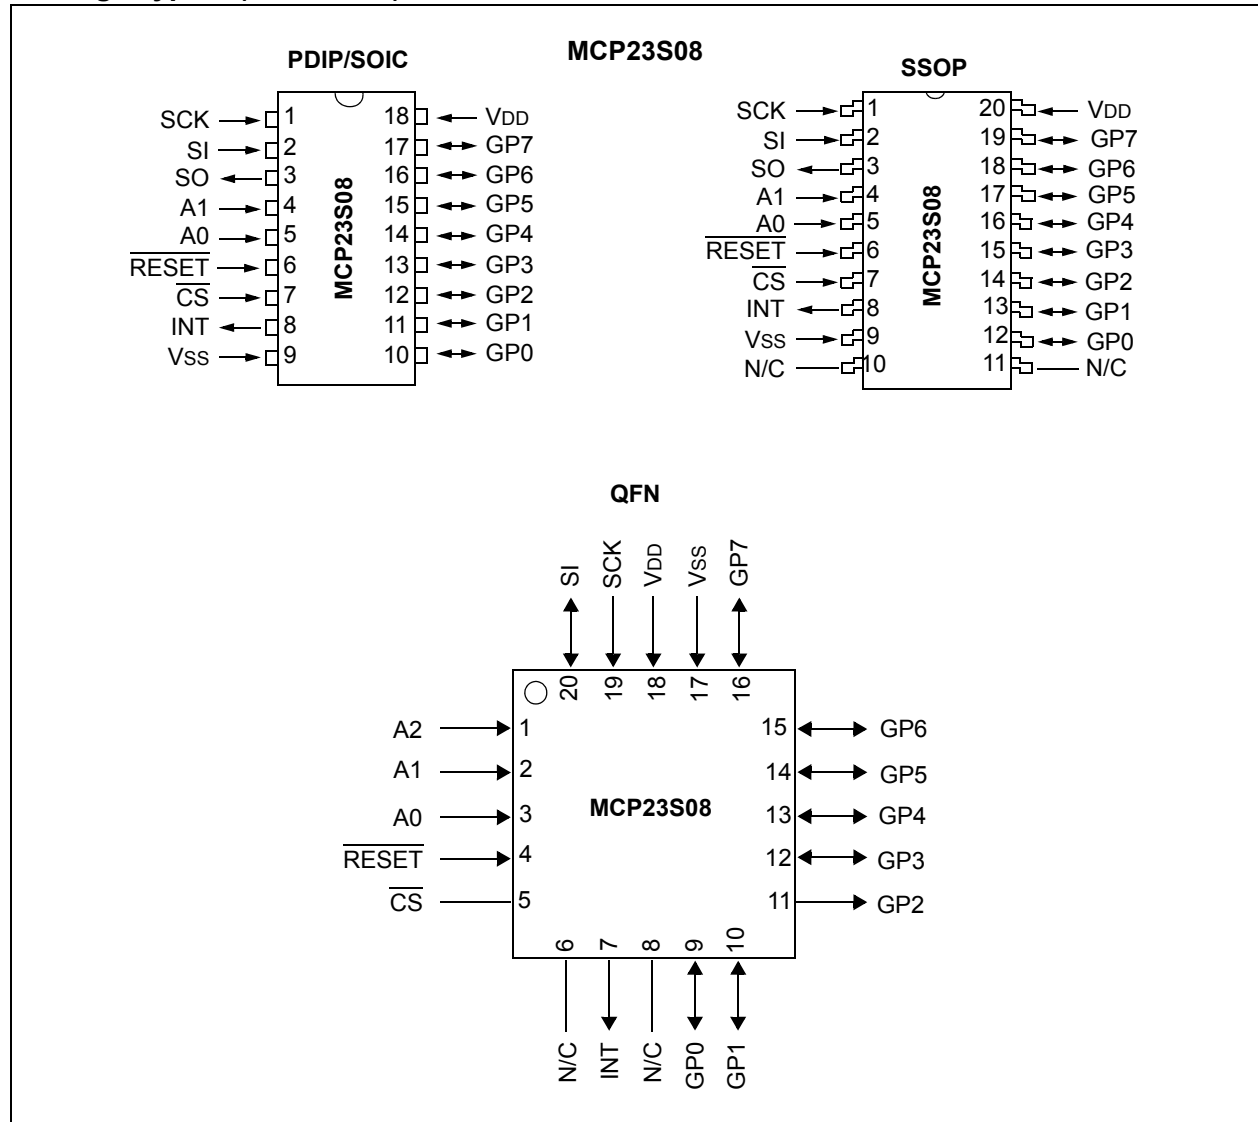 MCP23S08
PDIP/SOIC
SCK 1 18 VDD
SI 2 17 GP7
SO 3 16 GP6
A1 4 15 GP5
A0 5 14 GP4
RESET 6 13 GP3
CS 7 12 GP2
INT 8 11 GP1
VSS 9 10 GP0
MCP23S08
SSOP
SCK 1 20 VDD
SI 2 19 GP7
SO 3 18 GP6
A1 4 17 GP5
A0 5 16 GP4
RESET 6 15 GP3
CS 7 14 GP2
INT 8 13 GP1
VSS 9 12 GP0
N/C 10 11 N/C
MCP23S08
QFN
SI SCK VDD VSS GP7
20 19 18 17 16
A2 1 15 GP6
A1 2 14 GP5
A0 3 13 GP4
MCP23S08
RESET 4 12 GP3
CS 5 11 GP2
6 7 8 9 10
N/C INT N/C GP0 GP1